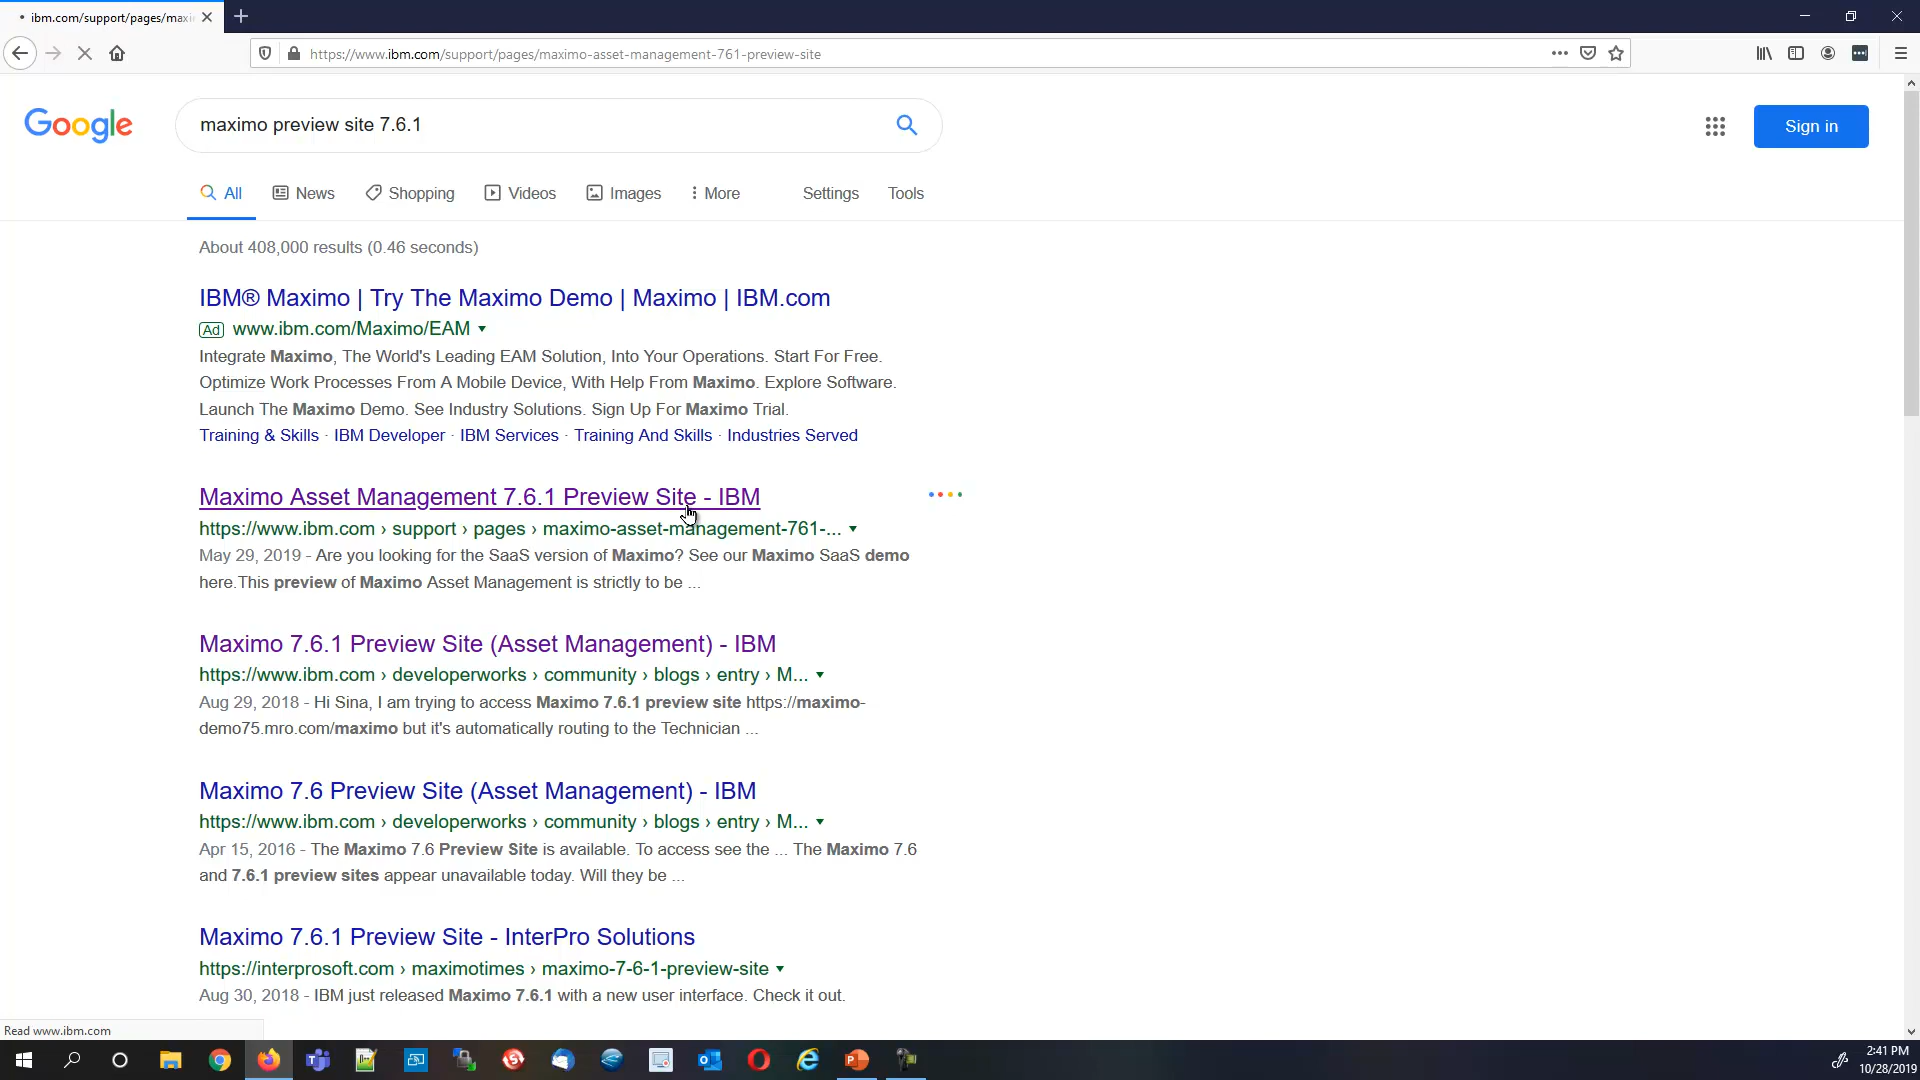 ibm.com/support/pages/maxi
https://www.ibm.com/support/pages/maximo-asset-management-761-preview-site
Google
maximo preview site 7.6.1
Sign in
All
News
Shopping
Videos
Images
More
Settings
Tools
About 408,000 results (0.46 seconds)
IBM® Maximo | Try The Maximo Demo | Maximo | IBM.com
Ad www.ibm.com/Maximo/EAM
Integrate Maximo, The World's Leading EAM Solution, Into Your Operations. Start For Free.
Optimize Work Processes From A Mobile Device, With Help From Maximo. Explore Software.
Launch The Maximo Demo. See Industry Solutions. Sign Up For Maximo Trial.
Training & Skills · IBM Developer · IBM Services · Training And Skills · Industries Served
Maximo Asset Management 7.6.1 Preview Site - IBM
https://www.ibm.com › support › pages › maximo-asset-management-761-...
May 29, 2019 - Are you looking for the SaaS version of Maximo? See our Maximo SaaS demo
here.This preview of Maximo Asset Management is strictly to be ...
Maximo 7.6.1 Preview Site (Asset Management) - IBM
https://www.ibm.com › developerworks › community › blogs › entry › M...
Aug 29, 2018 - Hi Sina, I am trying to access Maximo 7.6.1 preview site https://maximo-
demo75.mro.com/maximo but it's automatically routing to the Technician ...
Maximo 7.6 Preview Site (Asset Management) - IBM
https://www.ibm.com › developerworks › community › blogs › entry › M...
Apr 15, 2016 - The Maximo 7.6 Preview Site is available. To access see the ... The Maximo 7.6
and 7.6.1 preview sites appear unavailable today. Will they be ...
Maximo 7.6.1 Preview Site - InterPro Solutions
https://interprosoft.com › maximotimes › maximo-7-6-1-preview-site
Aug 30, 2018 - IBM just released Maximo 7.6.1 with a new user interface. Check it out.
Read www.ibm.com
2:41 PM
10/28/2019